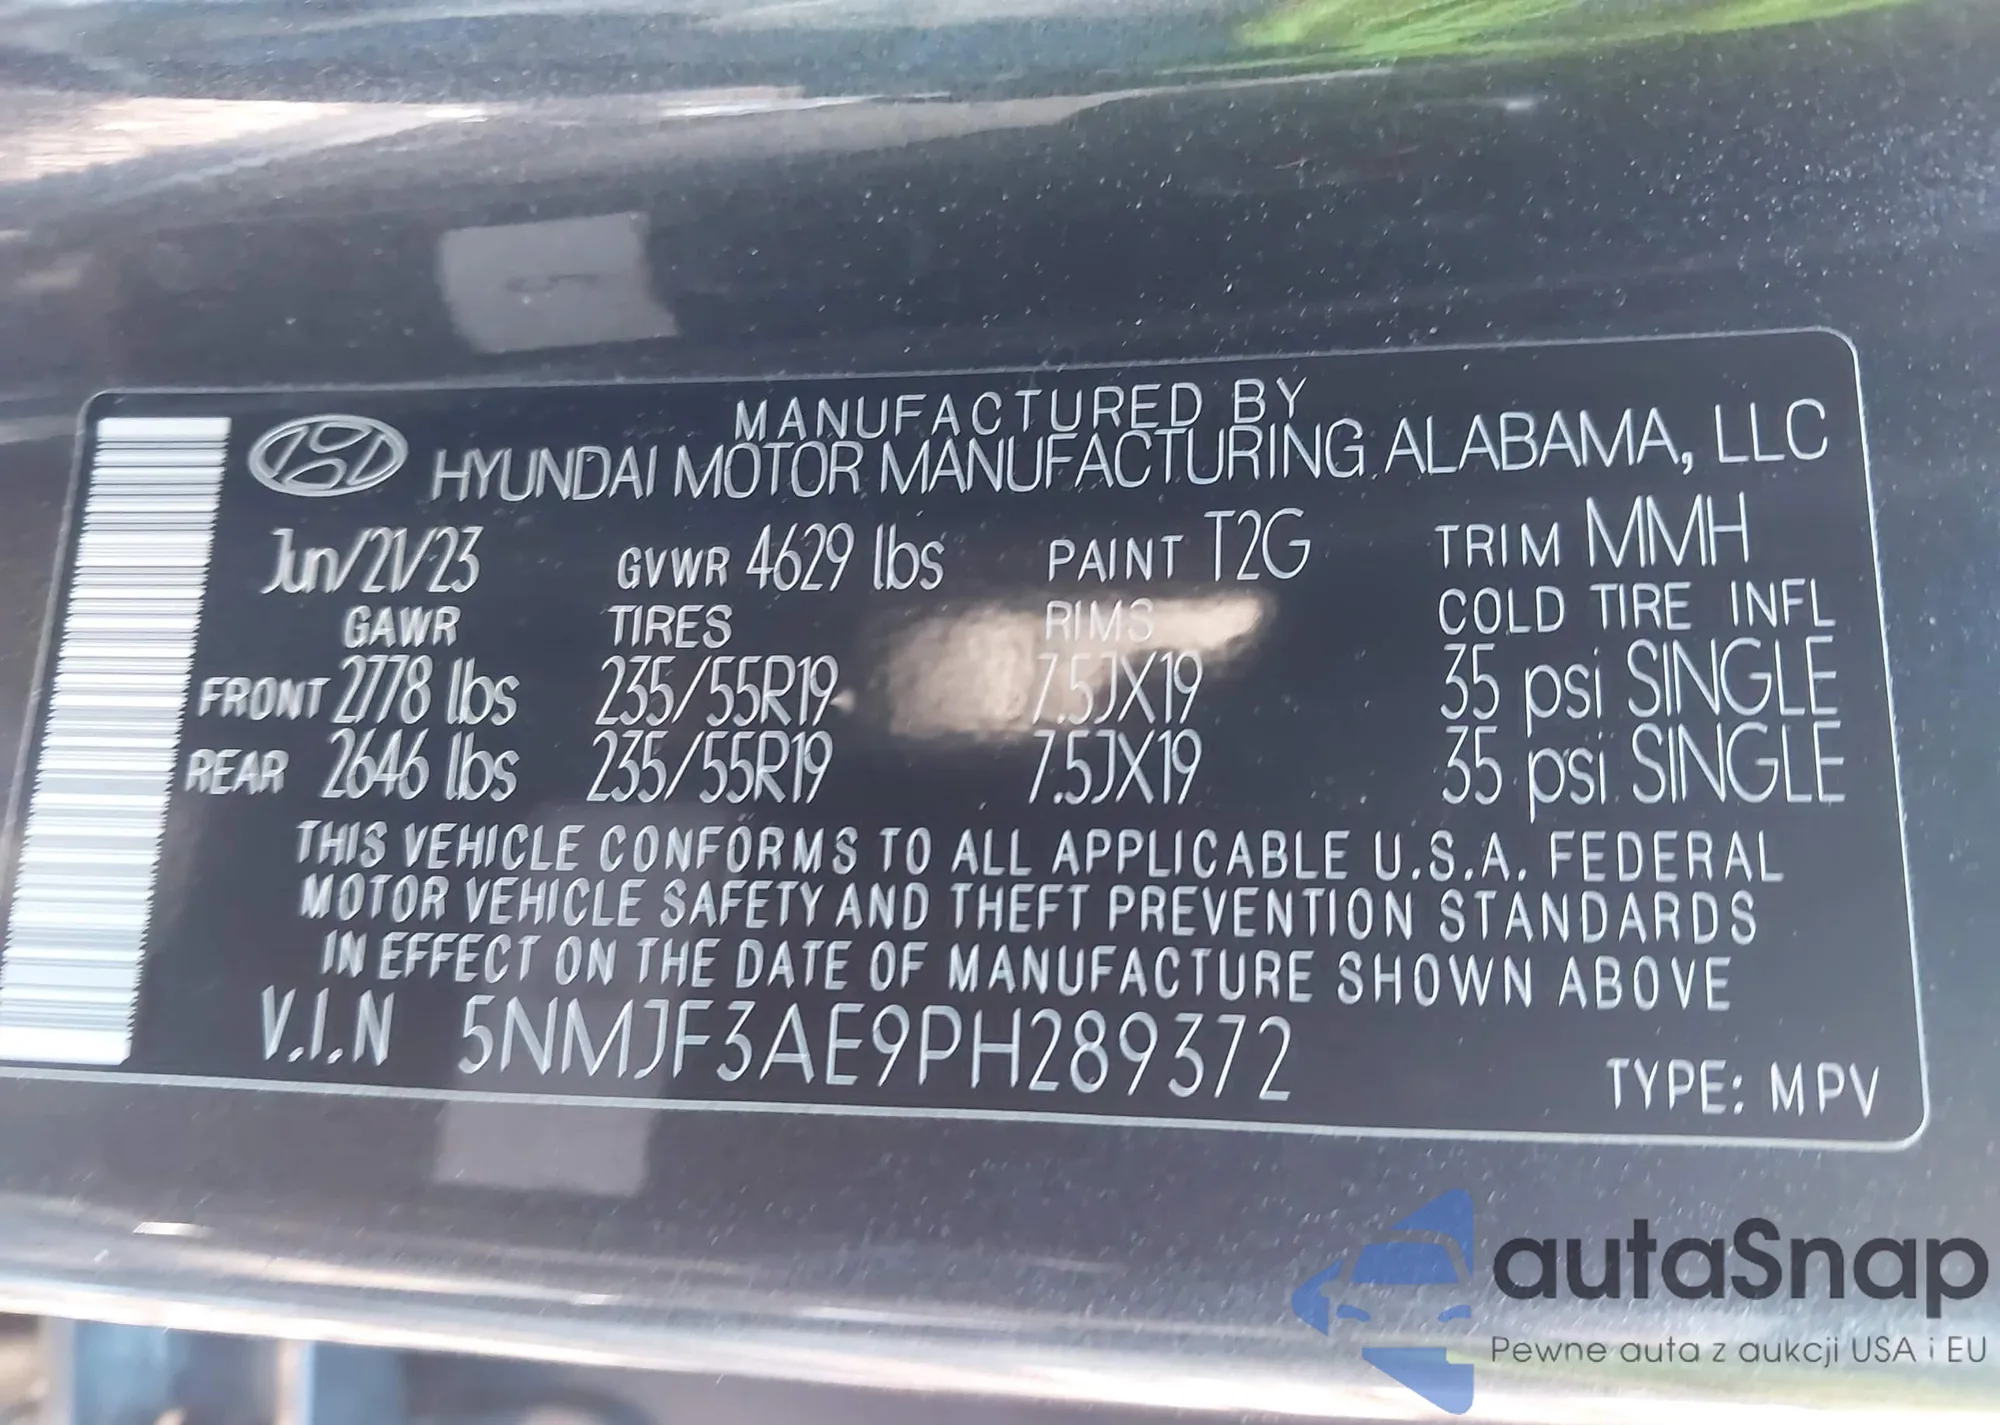 MANUFACTURED BY
HYUNDAI MOTOR MANUFACTURING ALABAMA, LLC
Jun/21/23 GVWR 4629 lbs PAINT T2G TRIM MMH
GAWR TIRES RIMS COLD TIRE INFL
FRONT 2778 lbs 235/55R19 7.5JX19 35 psi SINGLE
REAR 2646 lbs 235/55R19 7.5JX19 35 psi SINGLE
THIS VEHICLE CONFORMS TO ALL APPLICABLE U.S.A. FEDERAL
MOTOR VEHICLE SAFETY AND THEFT PREVENTION STANDARDS
IN EFFECT ON THE DATE OF MANUFACTURE SHOWN ABOVE
V.I.N 5NMJF3AE9PH289372 TYPE: MPV
autaSnap
Pewne auta z aukcji USA i EU